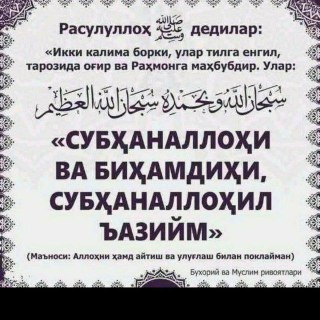 Расулуллоҳ ﷺ дедилар:
«Икки калима борки, улар тилга енгил,
тарозида оғир ва Раҳмонга маҳбубдир. Улар:
سُبْحَانَ اللهِ وَبِحَمْدِهِ سُبْحَانَ اللهِ الْعَظِيمِ
«СУБҲАНАЛЛОҲИ
ВА БИҲАМДИҲИ,
СУБҲАНАЛЛОҲИЛ
ЪАЗИЙМ»
(Маъноси: Аллоҳни ҳамд айтиш ва улуғлаш билан поклайман)
Бухорий ва Муслим ривоятлари